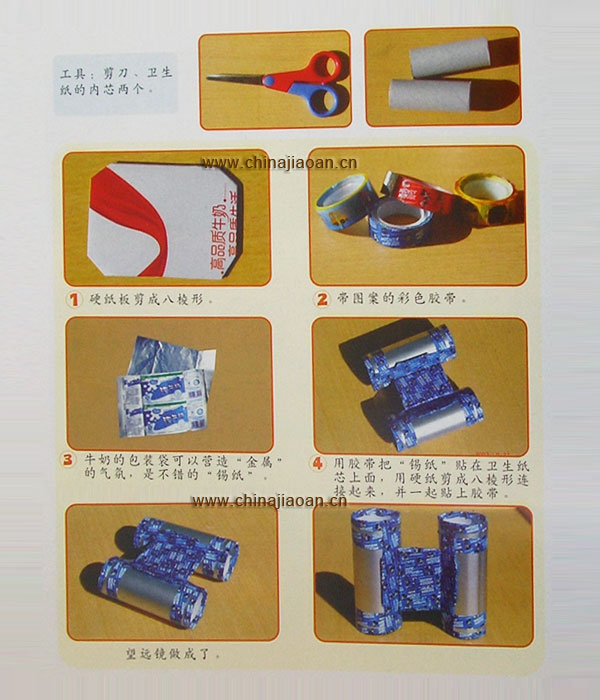 工具：剪刀、卫生
纸的内芯两个。
www.chinajiaoan.cn
高品质牛奶，
高品质生活
1 硬纸板剪成八棱形。
2 带图案的彩色胶带。
3 牛奶的包装袋可以营造“金属”
的气氛，是不错的“锡纸”。
4 用胶带把“锡纸”贴在卫生纸
芯上面，用硬纸剪成八棱形连
接起来，并一起贴上胶带。
www.chinajiaoan.cn
望远镜做成了。